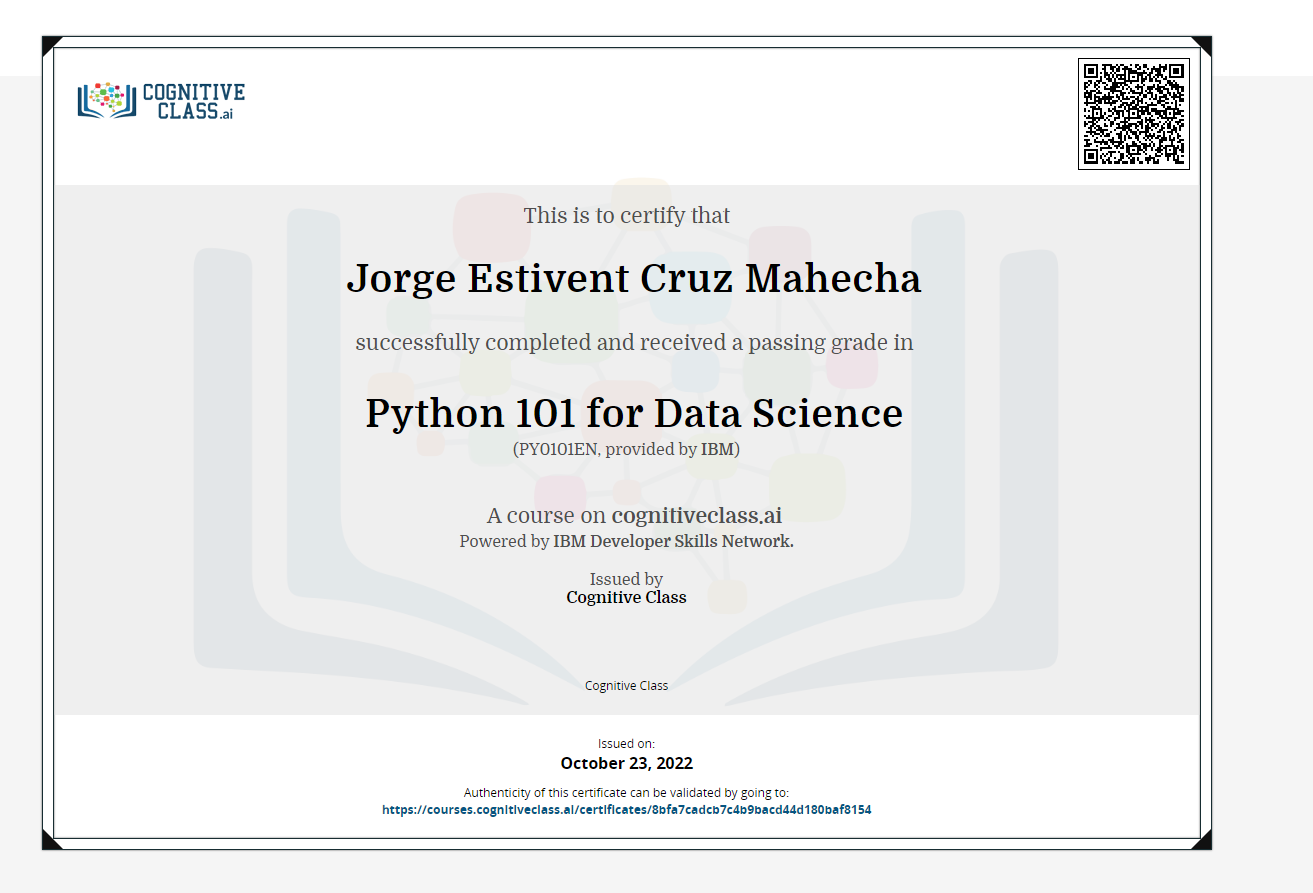 COGNITIVE
CLASS.ai
This is to certify that
Jorge Estivent Cruz Mahecha
successfully completed and received a passing grade in
Python 101 for Data Science
(PY0101EN, provided by IBM)
A course on cognitiveclass.ai
Powered by IBM Developer Skills Network.
Issued by
Cognitive Class
Cognitive Class
Issued on:
October 23, 2022
Authenticity of this certificate can be validated by going to:
https://courses.cognitiveclass.ai/certificates/8bfa7cadcb7c4b9bacd44d180baf8154